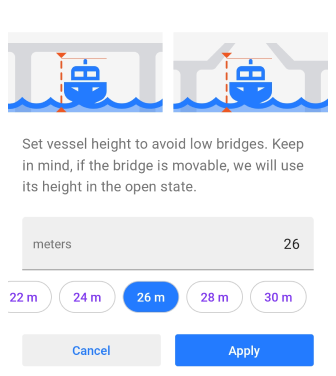 Set vessel height to avoid low bridges. Keep
in mind, if the bridge is movable, we will use
its height in the open state.
meters 26
22 m 24 m 26 m 28 m 30 m
Cancel Apply